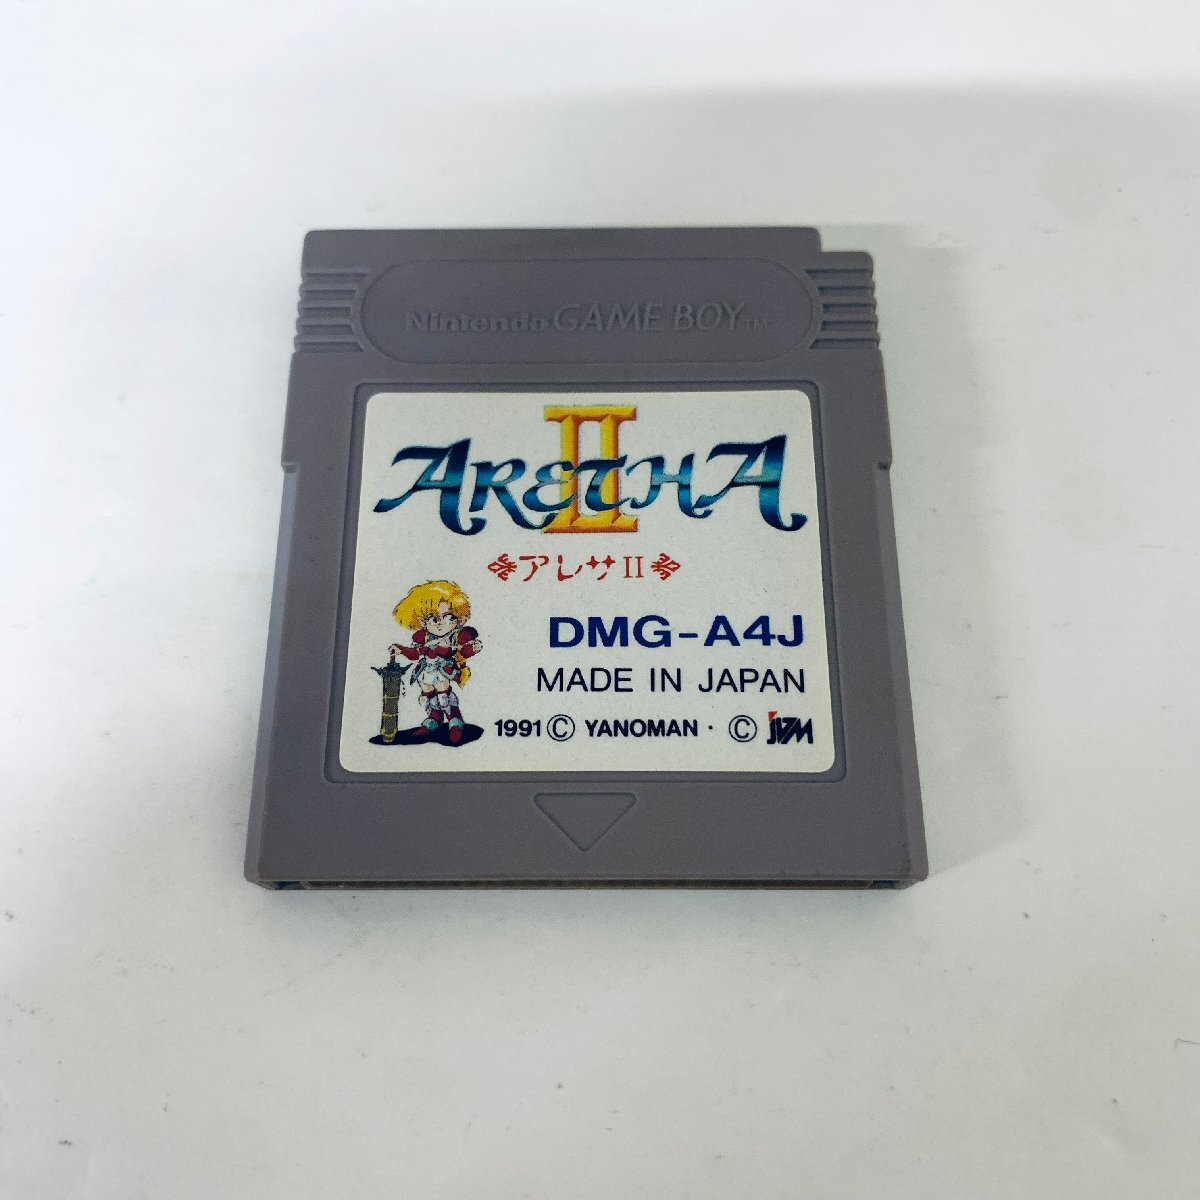 Nintendo GAME BOY TM
ARETHA II
アレサII
DMG-A4J
MADE IN JAPAN
1991 © YANOMAN · © JVM